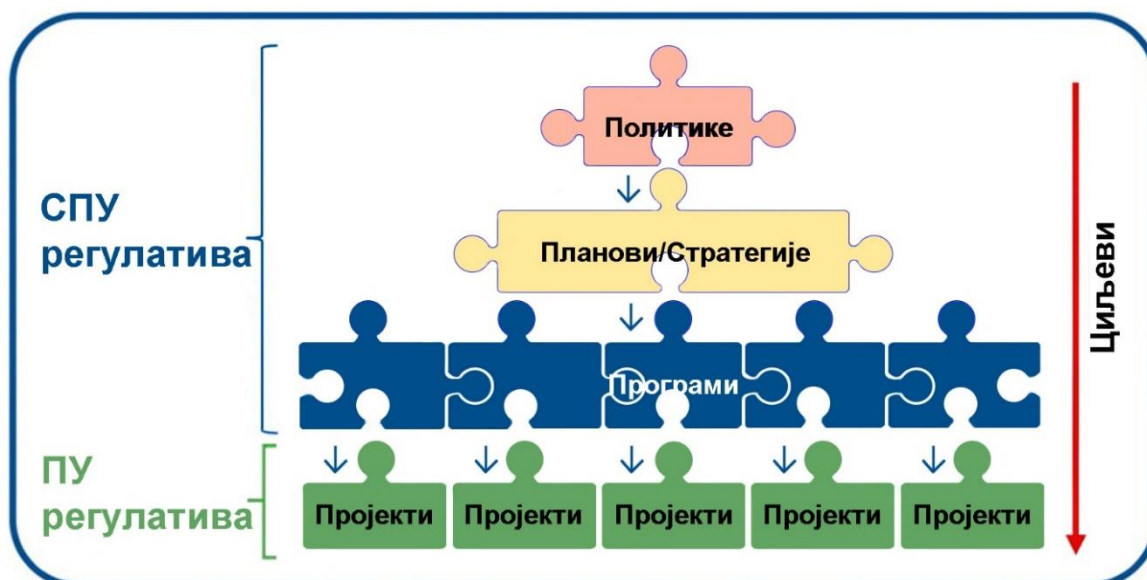 Политике
СПУ
регулатива
Планови/Стратегије
Програми
Циљеви
ПУ
регулатива
Пројекти Пројекти Пројекти Пројекти Пројекти